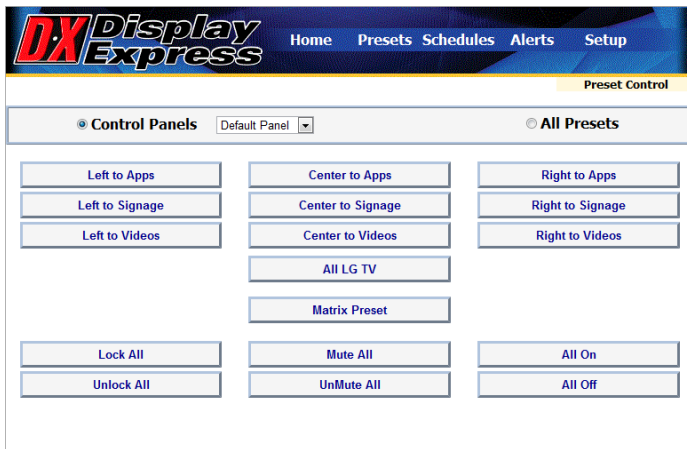 D·X Display Express
Home Presets Schedules Alerts Setup
Preset Control
Control Panels Default Panel All Presets
Left to Apps Center to Apps Right to Apps
Left to Signage Center to Signage Right to Signage
Left to Videos Center to Videos Right to Videos
All LG TV
Matrix Preset
Lock All Mute All All On
Unlock All UnMute All All Off